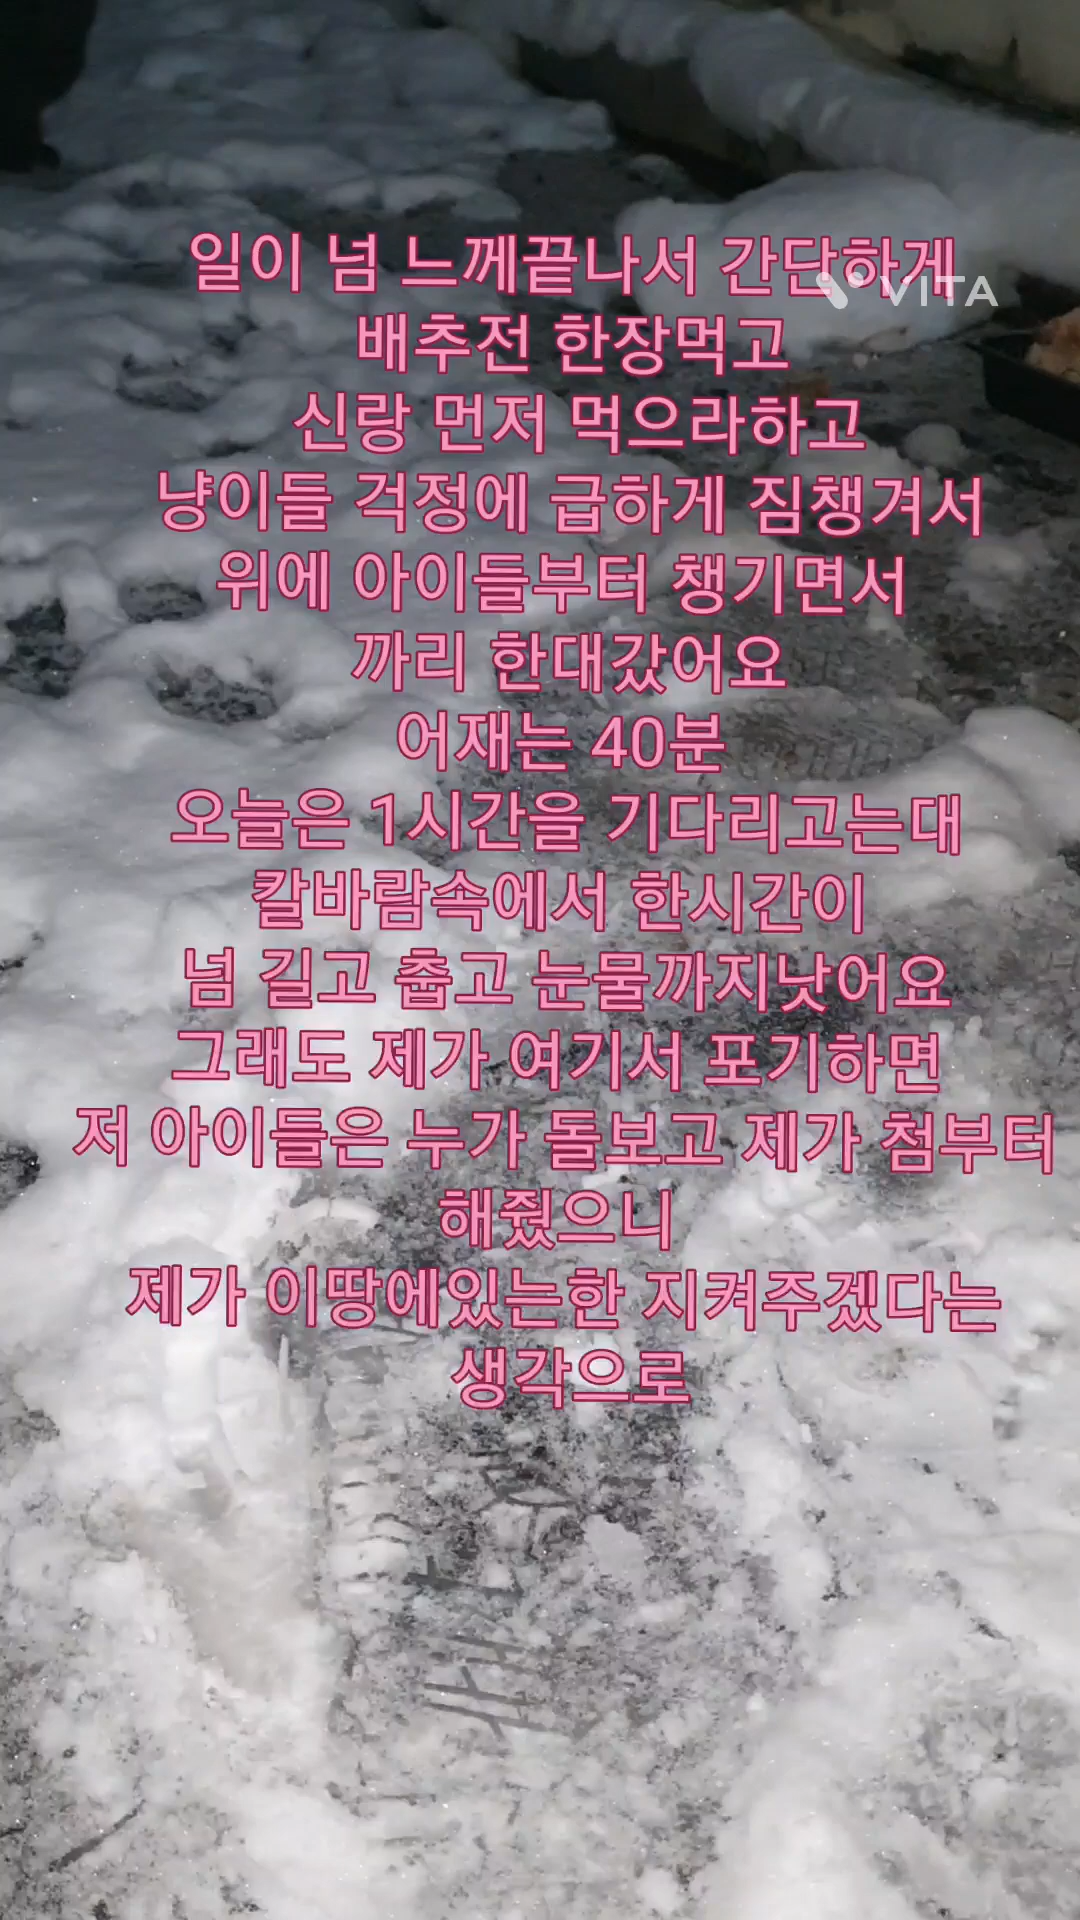 일이 넘 느께끝나서 간단하게
VITA
배추전 한장먹고
신랑 먼저 먹으라하고
냥이들 걱정에 급하게 짐챙겨서
위에 아이들부터 챙기면서
까리 한대갔어요
어재는 40분
오늘은 1시간을 기다리고는대
칼바람속에서 한시간이
넘 길고 춥고 눈물까지낫어요
그래도 제가 여기서 포기하면
저 아이들은 누가 돌보고 제가 첨부터
해줬으니
제가 이땅에있는한 지켜주겠다는
생각으로